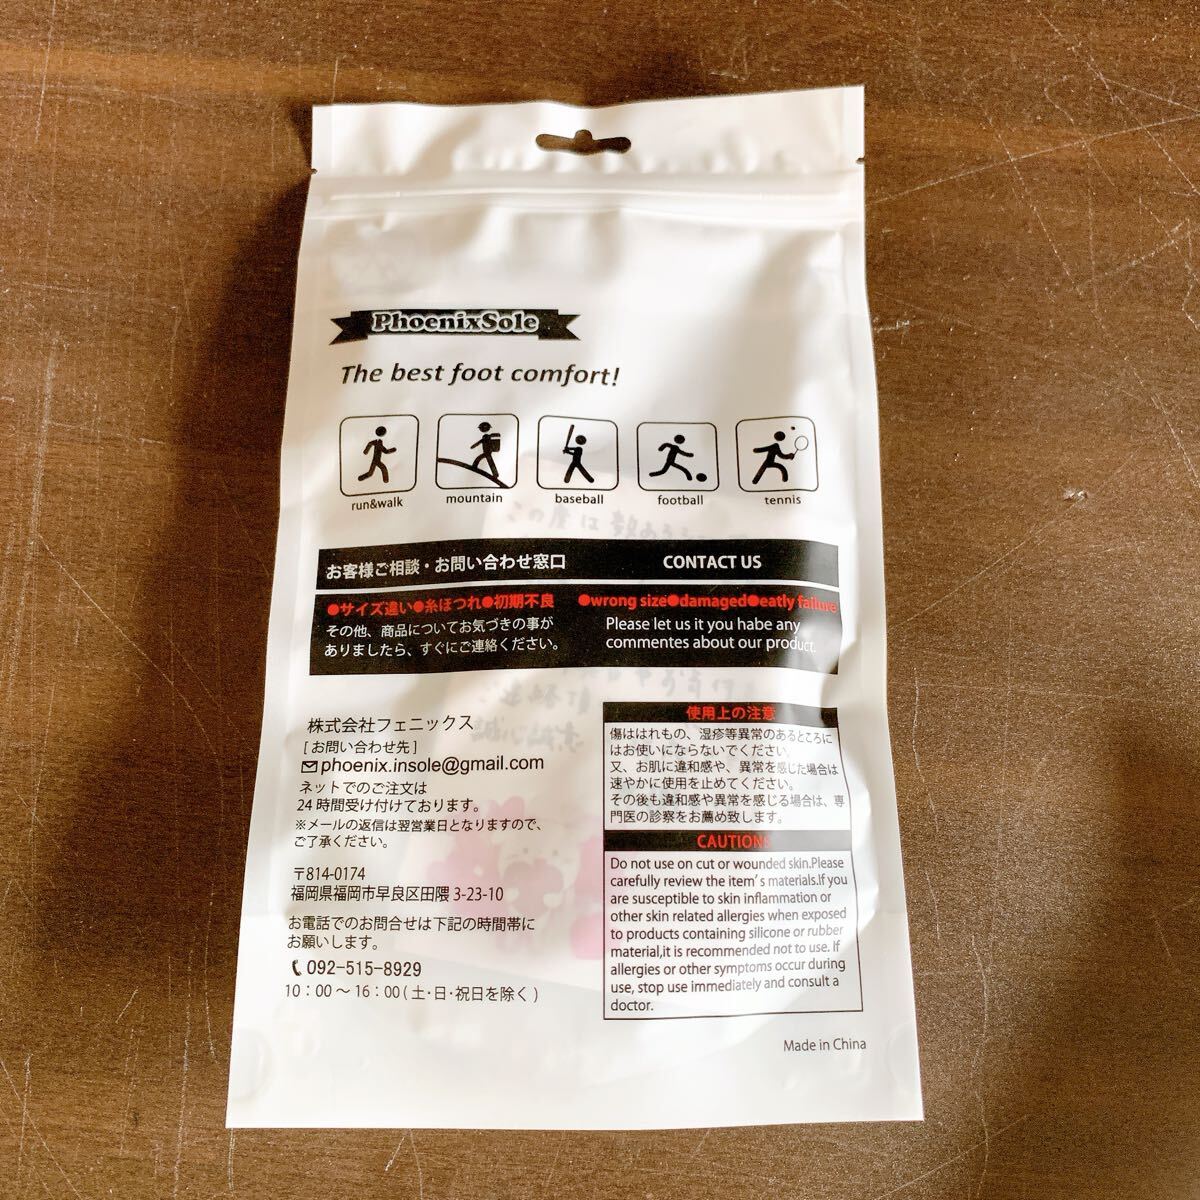 PhoenixSole
The best foot comfort!
run&walk
mountain
baseball
football
tennis
お客様ご相談・お問い合わせ窓口
CONTACT US
●サイズ違い●糸ほつれ●初期不良
その他、商品についてお気づきの事が
ありましたら、すぐにご連絡ください。
●wrong size●damaged●eatly failure
Please let us it you habe any
commentes about our product.
株式会社フェニックス
[お問い合わせ先]
phoenix.insole@gmail.com
ネットでのご注文は
24時間受け付けております。
※メールの返信は翌営業日となりますので、
ご了承ください。
〒814-0174
福岡県福岡市早良区田隈 3-23-10
お電話でのお問合せは下記の時間帯に
お願いします。
092-515-8929
10：00～16：00(土・日・祝日を除く)
使用上の注意
傷ははれもの、湿疹等異常のあるところに
はお使いにならないでください。
又、お肌に違和感や、異常を感じた場合は
速やかに使用を止めてください。
その後も違和感や異常を感じる場合は、専
門医の診察をお薦め致します。
CAUTIONS
Do not use on cut or wounded skin.Please
carefully review the item's materials.If you
are susceptible to skin inflammation or
other skin related allergies when exposed
to products containing silicone or rubber
material,it is recommended not to use. If
allergies or other symptoms occur during
use, stop use immediately and consult a
doctor.
Made in China